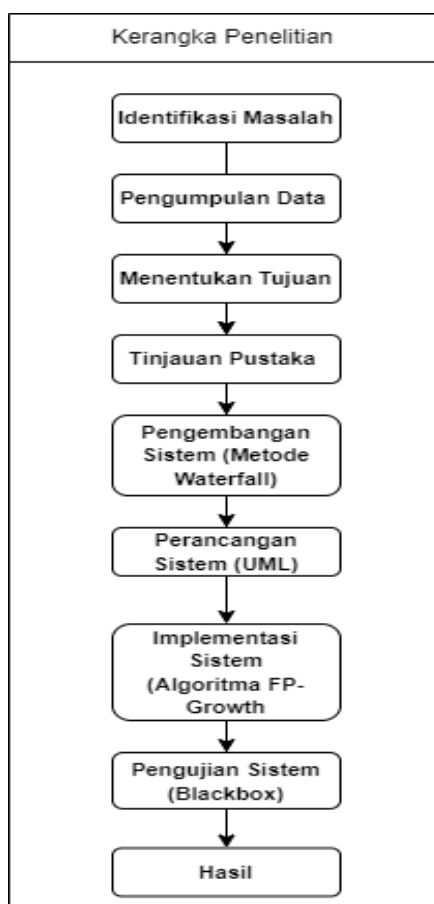 Kerangka Penelitian
Identifikasi Masalah
Pengumpulan Data
Menentukan Tujuan
Tinjauan Pustaka
Pengembangan
Sistem (Metode
Waterfall)
Perancangan
Sistem (UML)
Implementasi
Sistem
(Algoritma FP-
Growth
Pengujian Sistem
(Blackbox)
Hasil